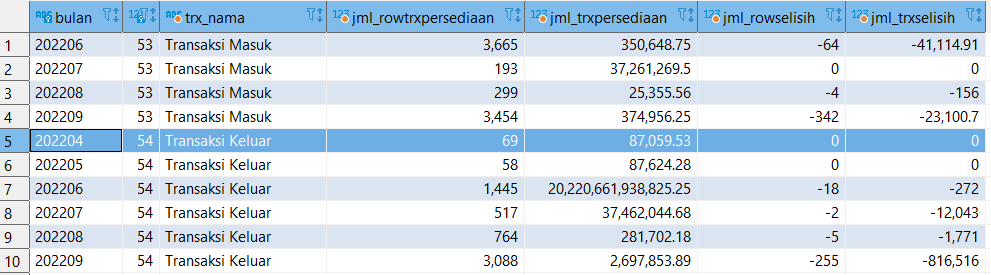 bulan trx_nama jml_rowtrxpersediaan jml_trxpersediaan jml_rowselisih jml_trxselisih
1 202206 53 Transaksi Masuk 3,665 350,648.75 -64 -41,114.91
2 202207 53 Transaksi Masuk 193 37,261,269.5 0 0
3 202208 53 Transaksi Masuk 299 25,355.56 -4 -156
4 202209 53 Transaksi Masuk 3,454 374,956.25 -342 -23,100.7
5 202204 54 Transaksi Keluar 69 87,059.53 0 0
6 202205 54 Transaksi Keluar 58 87,624.28 0 0
7 202206 54 Transaksi Keluar 1,445 20,220,661,938,825.25 -18 -272
8 202207 54 Transaksi Keluar 517 37,462,044.68 -2 -12,043
9 202208 54 Transaksi Keluar 764 281,702.18 -5 -1,771
10 202209 54 Transaksi Keluar 3,088 2,697,853.89 -255 -816,516